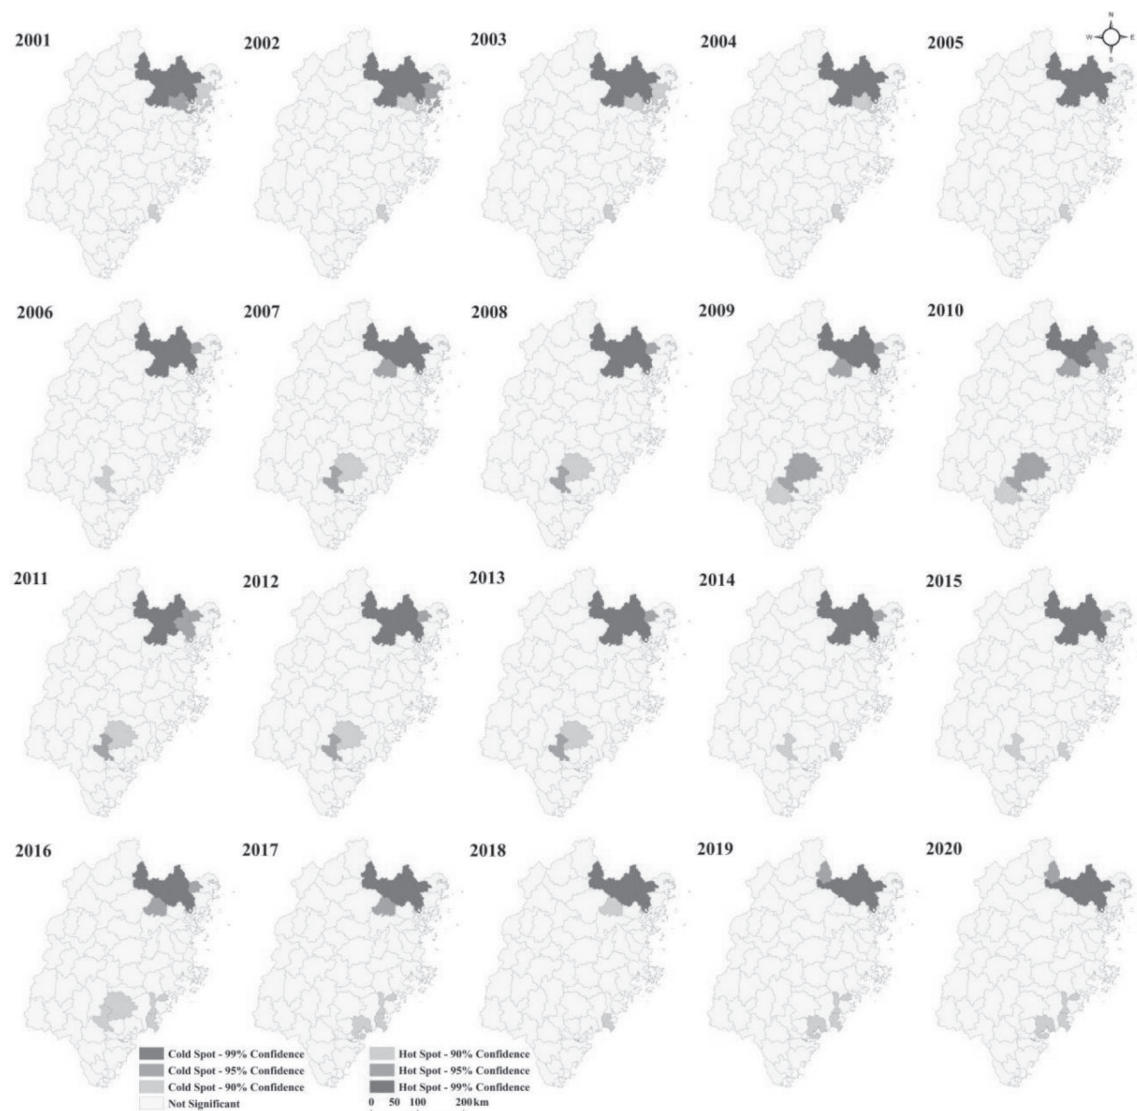 N
W E
S
2001 2002 2003 2004 2005
2006 2007 2008 2009 2010
2011 2012 2013 2014 2015
2016 2017 2018 2019 2020
Cold Spot - 99% Confidence
Cold Spot - 95% Confidence
Cold Spot - 90% Confidence
Not Significant
Hot Spot - 90% Confidence
Hot Spot - 95% Confidence
Hot Spot - 99% Confidence
0 50 100 200km